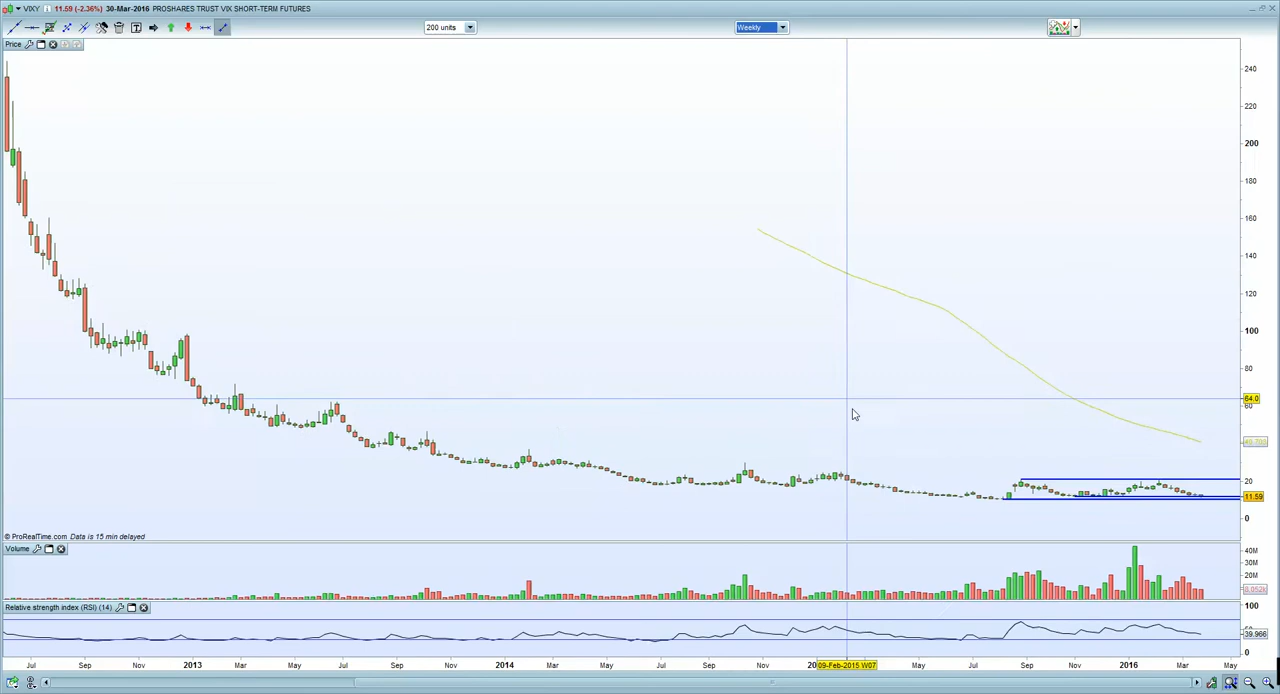 VIXY 11.59 (-2.36%) 30-Mar-2016 PROSHARES TRUST VIX SHORT-TERM FUTURES
200 units
Weekly
Price
240
220
200
180
160
140
120
100
80
64.0
60
40.703
20
11.59
0
© ProRealTime.com Data is 15 min delayed
Volume
40M
30M
20M
8.052k
Relative strength index (RSI) (14)
100
39.966
0
Jul Sep Nov 2013 Mar May Jul Sep Nov 2014 Mar May Jul Sep Nov 09-Feb-2015 W07 May Jul Sep Nov 2016 Mar May